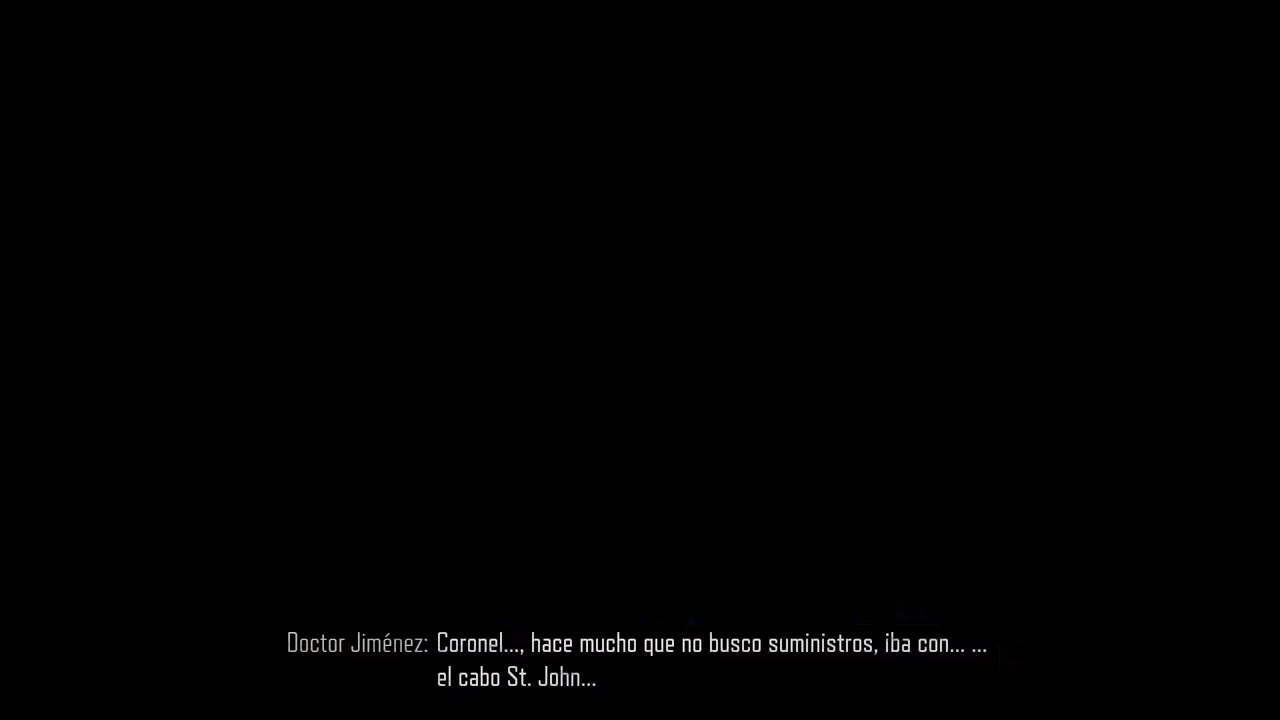 Doctor Jiménez: Coronel..., hace mucho que no busco suministros, iba con... ...
el cabo St. John...